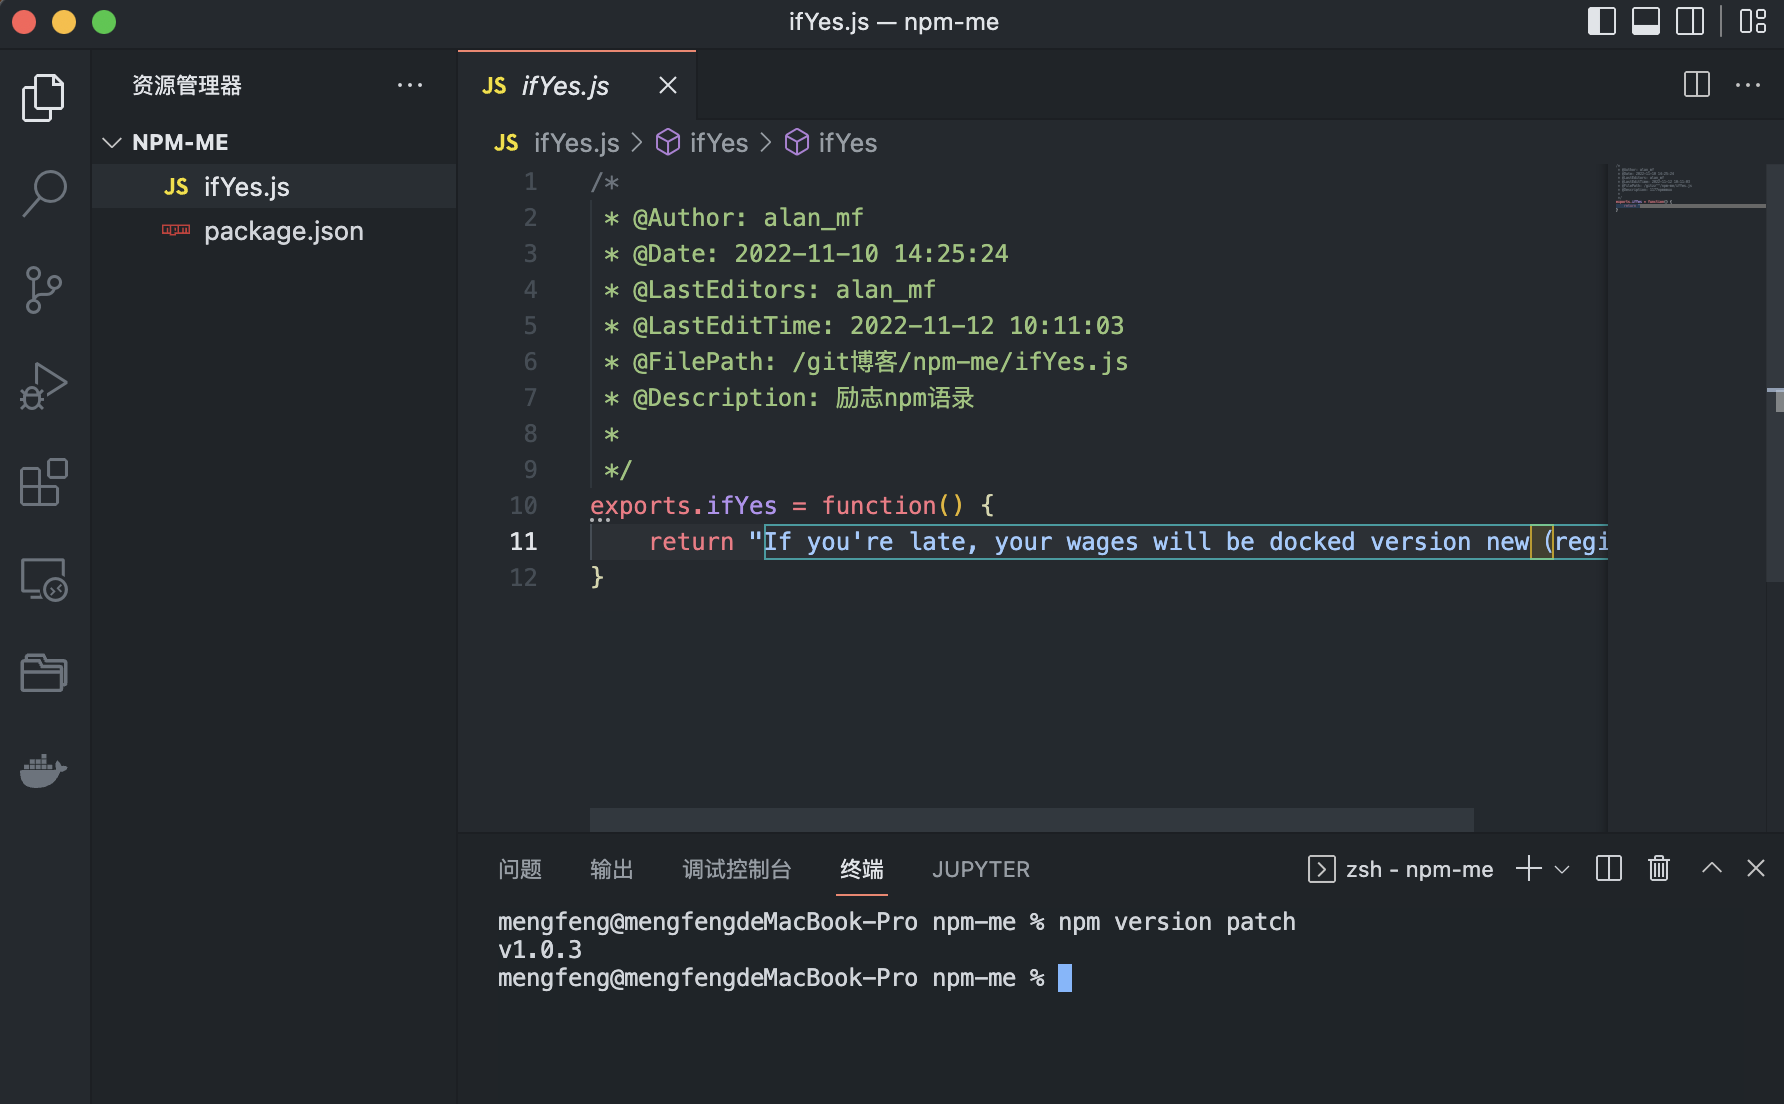 ifYes.js — npm-me
资源管理器
NPM-ME
JS ifYes.js
package.json
JS ifYes.js
JS ifYes.js > ifYes > ifYes
1 /*
2 * @Author: alan_mf
3 * @Date: 2022-11-10 14:25:24
4 * @LastEditors: alan_mf
5 * @LastEditTime: 2022-11-12 10:11:03
6 * @FilePath: /git博客/npm-me/ifYes.js
7 * @Description: 励志npm语录
8 *
9 */
10 exports.ifYes = function() {
11 return "If you're late, your wages will be docked version new (regi
12 }
问题 输出 调试控制台 终端 JUPYTER zsh - npm-me
mengfeng@mengfengdeMacBook-Pro npm-me % npm version patch
v1.0.3
mengfeng@mengfengdeMacBook-Pro npm-me %